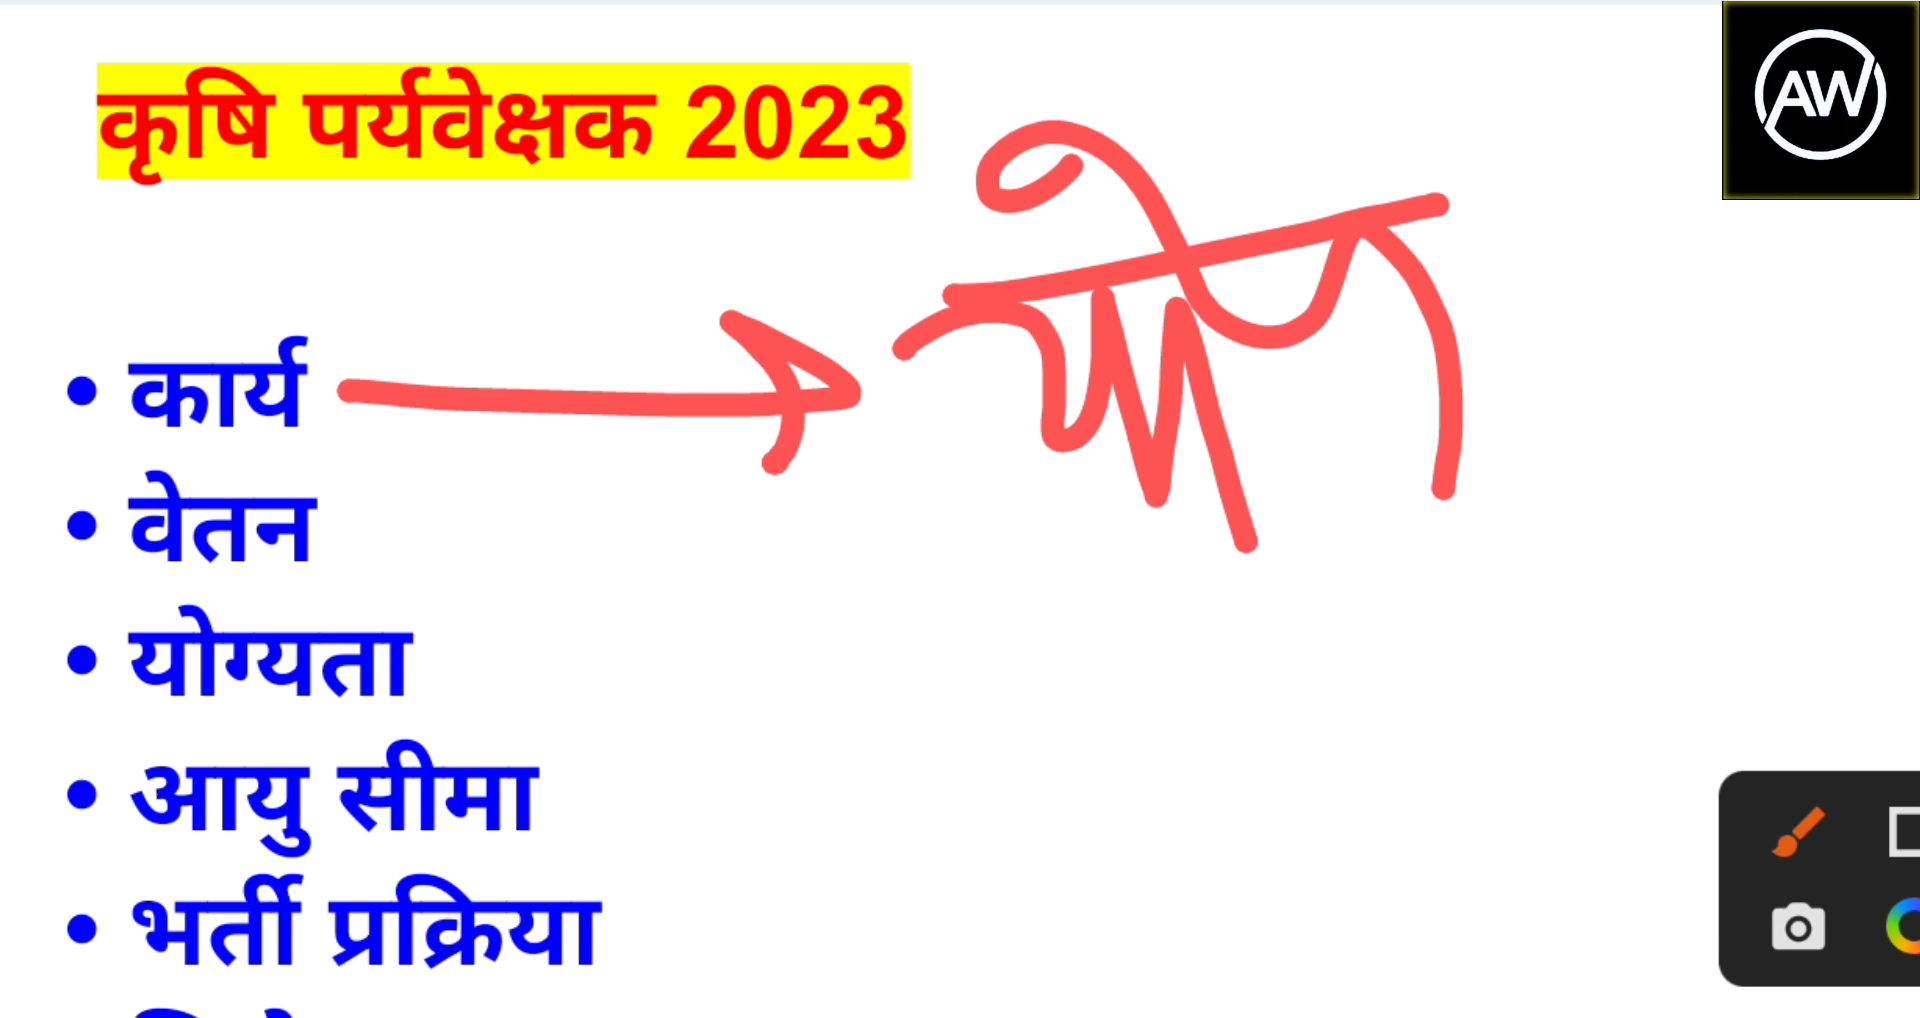 कृषि पर्यवेक्षक 2023
AW
• कार्य
• वेतन
• योग्यता
• आयु सीमा
• भर्ती प्रक्रिया